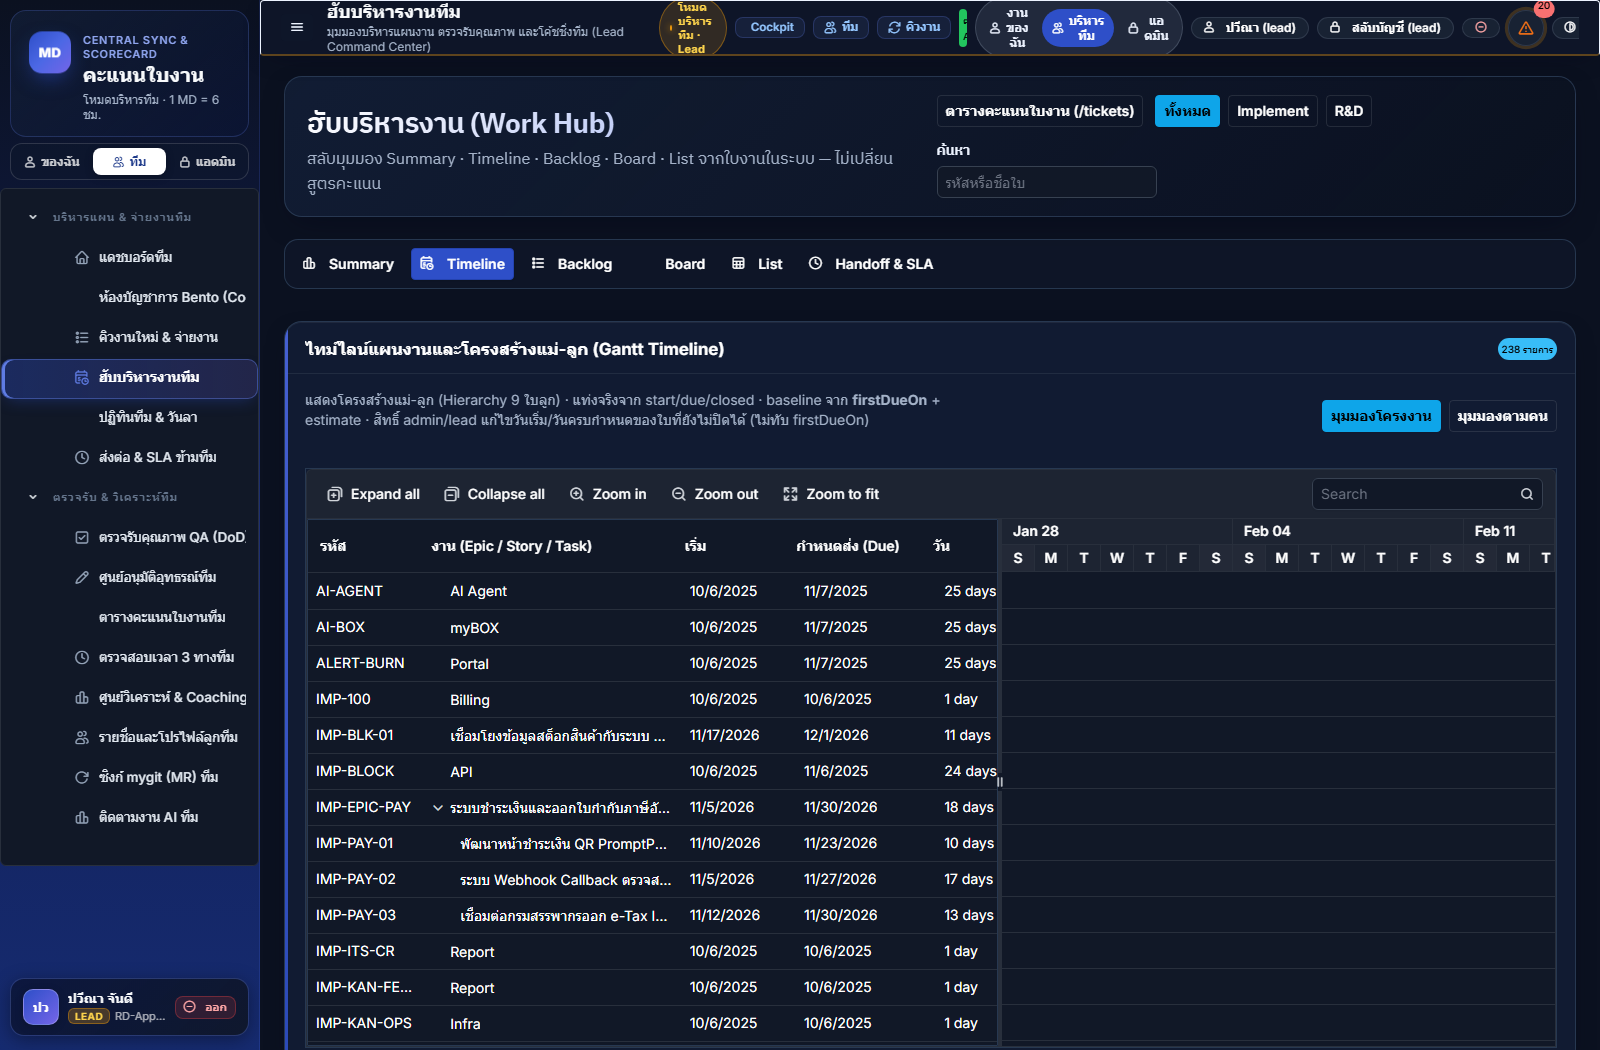 MD
CENTRAL SYNC &
SCORECARD
คะแนนใบงาน
โหมดบริหารทีม · 1 MD = 6
ชม.
ของฉัน
ทีม
แอดมิน
บริหารแผน & จ่ายงานทีม
แดชบอร์ดทีม
ห้องบัญชาการ Bento (Co
คิวงานใหม่ & จ่ายงาน
ฮับบริหารงานทีม
ปฏิทินทีม & วันลา
ส่งต่อ & SLA ข้ามทีม
ตรวจรับ & วิเคราะห์ทีม
ตรวจรับคุณภาพ QA (DoD)
ศูนย์อนุมัติอุทธรณ์ทีม
ตารางคะแนนใบงานทีม
ตรวจสอบเวลา 3 ทางทีม
ศูนย์วิเคราะห์ & Coaching
รายชื่อและโปรไฟล์ลูกทีม
ซิงก์ mygit (MR) ทีม
ติดตามงาน AI ทีม
ปว
ปวีณา จันดี
LEAD RD-App...
ออก
ฮับบริหารงานทีม
มุมมองบริหารแผนงาน ตรวจรับคุณภาพ และโค้ชชิ่งทีม (Lead
Command Center)
โหมด
บริหาร
ทีม ·
Lead
Cockpit
ทีม
คิวงาน
งาน
ของ
ฉัน
บริหาร
ทีม
แอ
ดมิน
ปวีณา (lead)
สลับบัญชี (lead)
20
ฮับบริหารงาน (Work Hub)
สลับมุมมอง Summary · Timeline · Backlog · Board · List จากใบงานในระบบ — ไม่เปลี่ยน
สูตรคะแนน
ตารางคะแนนใบงาน (/tickets)
ทั้งหมด
Implement
R&D
ค้นหา
รหัสหรือชื่อใบ
Summary
Timeline
Backlog
Board
List
Handoff & SLA
ไทม์ไลน์แผนงานและโครงสร้างแม่-ลูก (Gantt Timeline)
238 รายการ
แสดงโครงสร้างแม่-ลูก (Hierarchy 9 ใบลูก) · แท่งจริงจาก start/due/closed · baseline จาก firstDueOn +
estimate · สิทธิ์ admin/lead แก้ไขวันเริ่ม/วันครบกำหนดของใบที่ยังไม่ปิดได้ (ไม่ทับ firstDueOn)
มุมมองโครงงาน
มุมมองตามคน
Expand all
Collapse all
Zoom in
Zoom out
Zoom to fit
Search
รหัส งาน (Epic / Story / Task) เริ่ม กำหนดส่ง (Due) วัน
Jan 28 Feb 04 Feb 11
S M T W T F S S M T W T F S S M T
AI-AGENT AI Agent 10/6/2025 11/7/2025 25 days
AI-BOX myBOX 10/6/2025 11/7/2025 25 days
ALERT-BURN Portal 10/6/2025 11/7/2025 25 days
IMP-100 Billing 10/6/2025 10/6/2025 1 day
IMP-BLK-01 เชื่อมโยงข้อมูลสต็อกสินค้ากับระบบ ... 11/17/2026 12/1/2026 11 days
IMP-BLOCK API 10/6/2025 11/6/2025 24 days
IMP-EPIC-PAY ระบบชำระเงินและออกใบกำกับภาษีอั... 11/5/2026 11/30/2026 18 days
IMP-PAY-01 พัฒนาหน้าชำระเงิน QR PromptP... 11/10/2026 11/23/2026 10 days
IMP-PAY-02 ระบบ Webhook Callback ตรวจส... 11/5/2026 11/27/2026 17 days
IMP-PAY-03 เชื่อมต่อกรมสรรพากรออก e-Tax I... 11/12/2026 11/30/2026 13 days
IMP-ITS-CR Report 10/6/2025 10/6/2025 1 day
IMP-KAN-FE... Report 10/6/2025 10/6/2025 1 day
IMP-KAN-OPS Infra 10/6/2025 10/6/2025 1 day